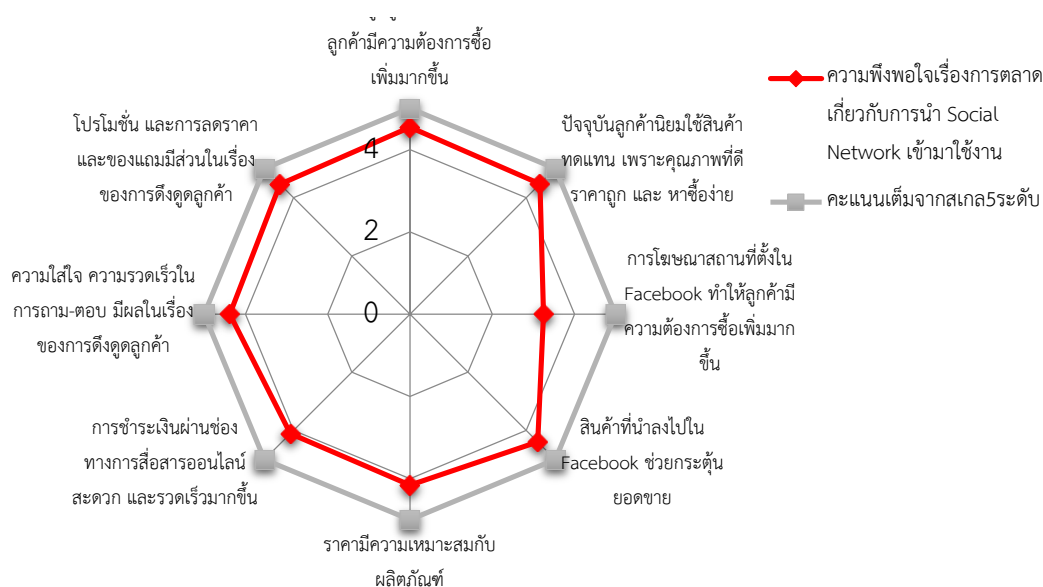 ลูกค้ามีความต้องการซื้อ
เพิ่มมากขึ้น
ปัจจุบันลูกค้านิยมใช้สินค้า
ทดแทน เพราะคุณภาพที่ดี
ราคาถูก และ หาซื้อง่าย
การโฆษณาสถานที่ตั้งใน
Facebook ทำให้ลูกค้ามี
ความต้องการซื้อเพิ่มมาก
ขึ้น
สินค้าที่นำลงไปใน
Facebook ช่วยกระตุ้น
ยอดขาย
ราคามีความเหมาะสมกับ
ผลิตภัณฑ์
การชำระเงินผ่านช่อง
ทางการสื่อสารออนไลน์
สะดวก และรวดเร็วมากขึ้น
ความใส่ใจ ความรวดเร็วใน
การถาม-ตอบ มีผลในเรื่อง
ของการดึงดูดลูกค้า
โปรโมชั่น และการลดราคา
และของแถมมีส่วนในเรื่อง
ของการดึงดูดลูกค้า
4
2
0
ความพึงพอใจเรื่องการตลาด
เกี่ยวกับการนำ Social
Network เข้ามาใช้งาน
คะแนนเต็มจากสเกล5ระดับ